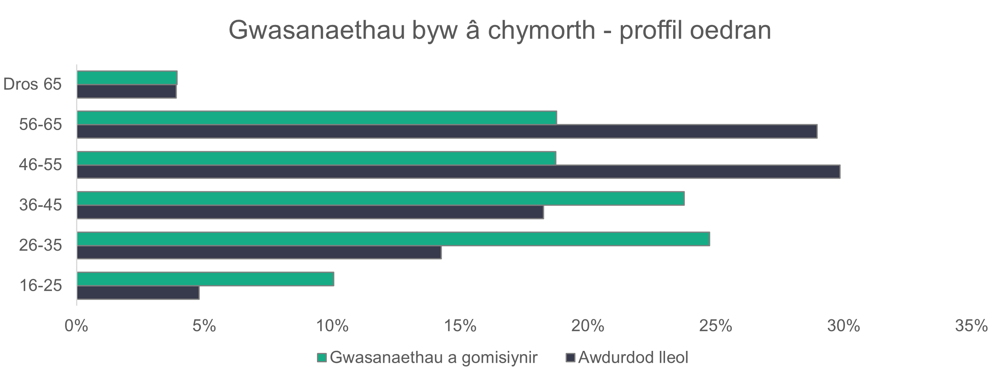 Gwasanaethau byw â chymorth - proffil oedran
Dros 65
56-65
46-55
36-45
26-35
16-25
0% 5% 10% 15% 20% 25% 30% 35%
Gwasanaethau a gomisiynir Awdurdod lleol